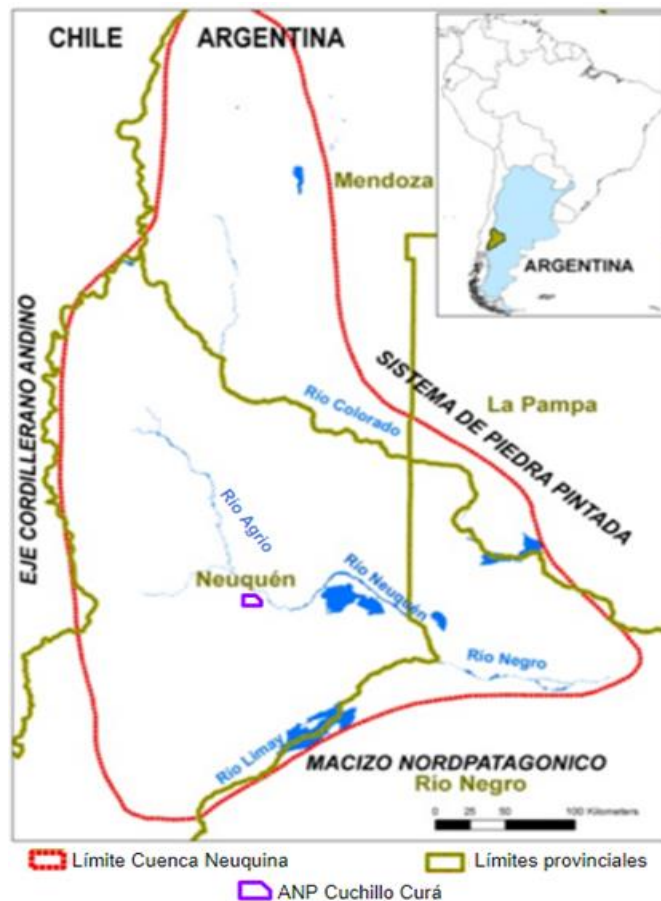 CHILE
ARGENTINA
Mendoza
ARGENTINA
EJE CORDILLERANO ANDINO
SISTEMA DE PIEDRA PINTADA
La Pampa
Río Colorado
Río Agrio
Neuquén
Río Neuquén
Río Negro
Río Limay
MACIZO NORDPATAGONICO
Río Negro
0 25 50 100 Kilometers
Límite Cuenca Neuquina
Límites provinciales
ANP Cuchillo Curá